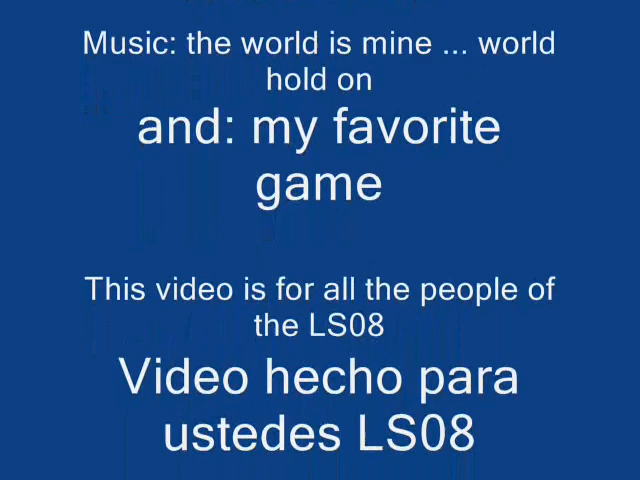 Music: the world is mine ... world
hold on
and: my favorite
game
This video is for all the people of
the LS08
Video hecho para
ustedes LS08